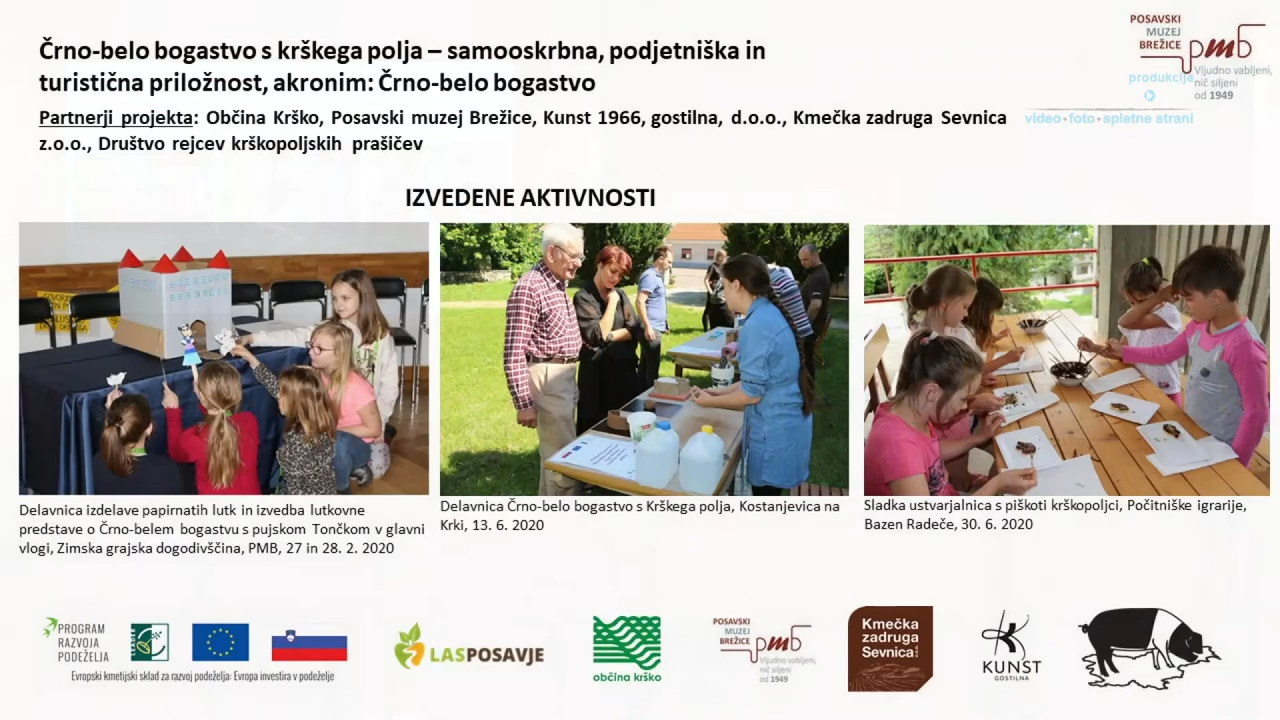 Črno-belo bogastvo s krškega polja – samooskrbna, podjetniška in
turistična priložnost, akronim: Črno-belo bogastvo
Partnerji projekta: Občina Krško, Posavski muzej Brežice, Kunst 1966, gostilna, d.o.o., Kmečka zadruga Sevnica
z.o.o., Društvo rejcev krškopoljskih prašičev
POSAVSKI
MUZEJ
BREŽICE
pmb
Vljudno vabljeni,
nič siljeni
od 1949
produkcija
video·foto·spletne strani
IZVEDENE AKTIVNOSTI
Delavnica izdelave papirnatih lutk in izvedba lutkovne
predstave o Črno-belem bogastvu s pujskom Tončkom v glavni
vlogi, Zimska grajska dogodivščina, PMB, 27 in 28. 2. 2020
Delavnica Črno-belo bogastvo s Krškega polja, Kostanjevica na
Krki, 13. 6. 2020
Sladka ustvarjalnica s piškoti krškopoljci, Počitniške igrarije,
Bazen Radeče, 30. 6. 2020
PROGRAM
RAZVOJA
PODEŽELJA
LEADER
Evropski kmetijski sklad za razvoj podeželja: Evropa investira v podeželje
LASPOSAVJE
občina krško
POSAVSKI
MUZEJ
BREŽICE
pmb
Vljudno vabljeni,
nič siljeni
od 1949
Kmečka
zadruga
Sevnica z.o.o.
KUNST
GOSTILNA